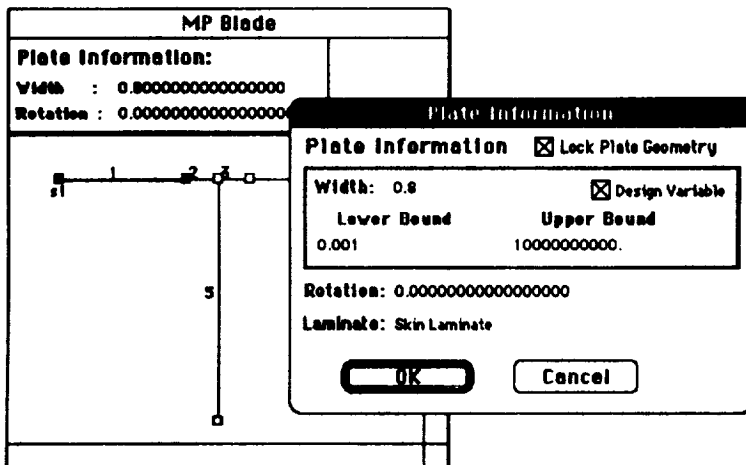 MP Blade
Plate Information:
Width : 0.8000000000000000
Rotation : 0.0000000000000000
1 2 3
s1
5
Plate Information
Plate Information Lock Plate Geometry
Width: 0.8 Design Variable
Lower Bound Upper Bound
0.001 10000000000.
Rotation: 0.00000000000000000
Laminate: Skin Laminate
OK Cancel